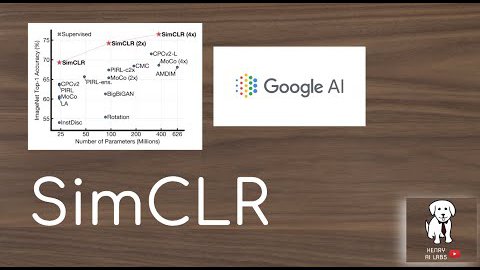 ImageNet Top-1 Accuracy (%)
75
70
65
60
55
Supervised
SimCLR (4x)
SimCLR (2x)
CPCv2-L
SimCLR
CMC
MoCo (4x)
PIRL-c2x
AMDIM
MoCo (2x)
CPCv2
PIRL-ens.
PIRL
MoCo
BigBiGAN
LA
InstDisc
Rotation
25 50 100 200 400 626
Number of Parameters (Millions)
Google AI
SimCLR
HENRY
AI LABS